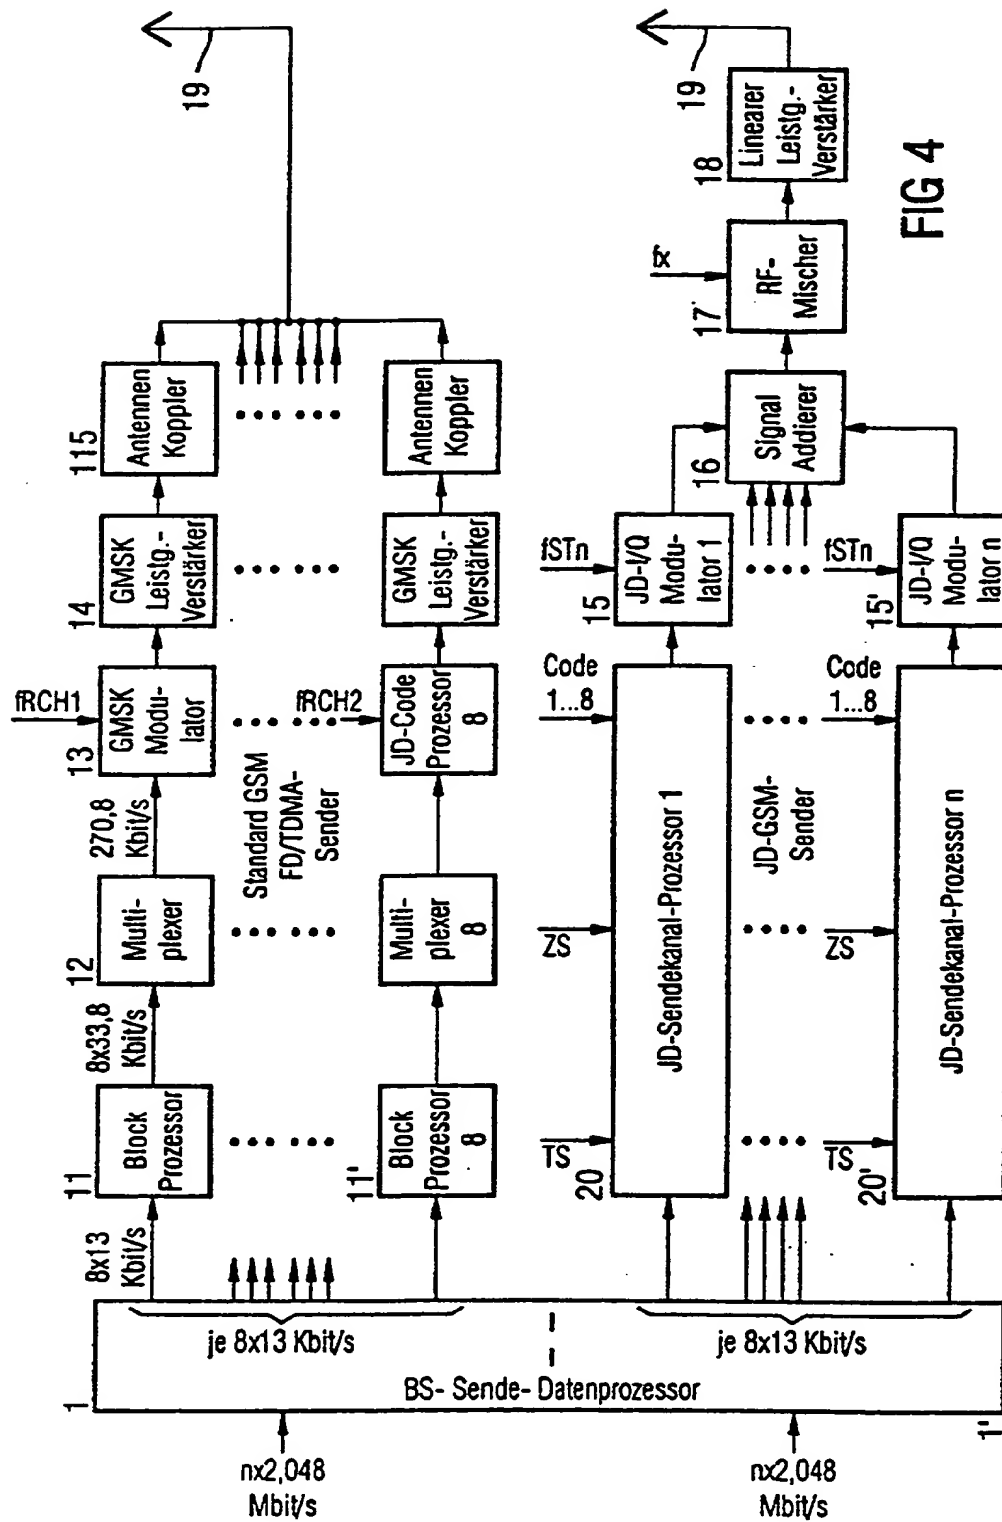 19
115
Antennen
Koppler
Antennen
Koppler
14
GMSK
Leistg.-
Verstärker
GMSK
Leistg.-
Verstärker
fRCH1
13
GMSK
Modu-
lator
fRCH2
JD-Code
Prozessor
8
270,8
Kbit/s
Standard GSM
FD/TDMA-
Sender
12
Multi-
plexer
Multi-
plexer
8
8x33,8
Kbit/s
11
Block
Prozessor
11'
Block
Prozessor
8
8x13
Kbit/s
je 8x13 Kbit/s
1
BS- Sende- Datenprozessor
nx2,048
Mbit/s
19
18
Linearer
Leistg.-
Verstärker
fx
17
RF-
Mischer
16
Signal
Addierer
fSTn
15
JD-I/Q
Modu-
lator 1
fSTn
15'
JD-I/Q
Modu-
lator n
Code
1...8
Code
1...8
JD-GSM-
Sender
ZS
ZS
TS
TS
20
JD-Sendekanal-Prozessor 1
20'
JD-Sendekanal-Prozessor n
je 8x13 Kbit/s
1'
nx2,048
Mbit/s
FIG 4